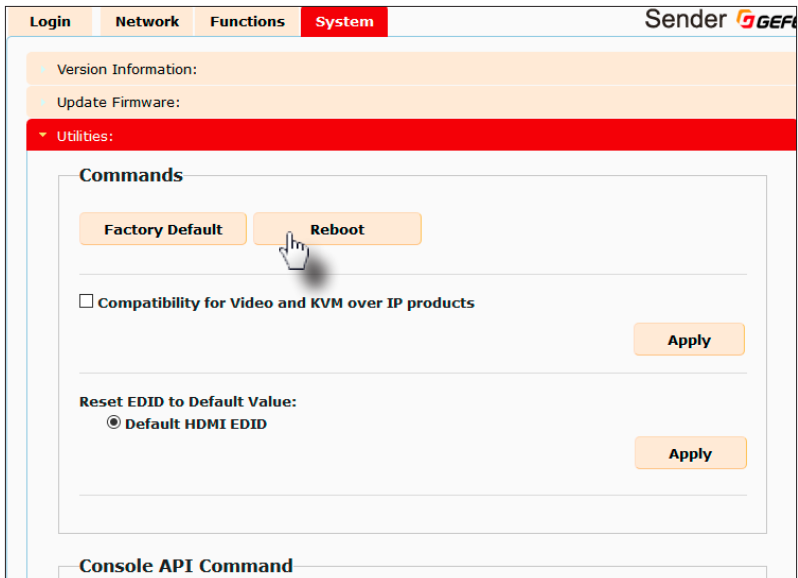 Login Network Functions System Sender GEFE
Version Information:
Update Firmware:
Utilities:
Commands
Factory Default Reboot
Compatibility for Video and KVM over IP products
Apply
Reset EDID to Default Value:
Default HDMI EDID
Apply
Console API Command